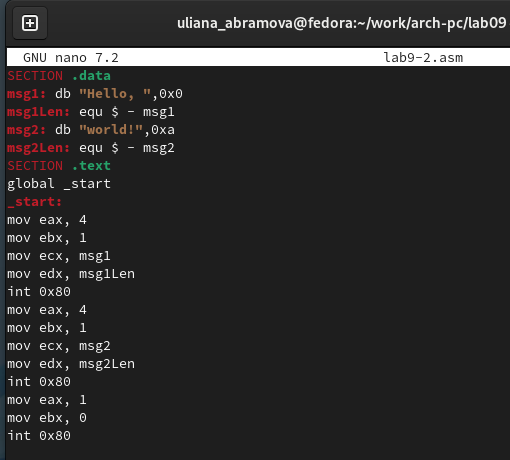 uliana_abramova@fedora:~/work/arch-pc/lab09
GNU nano 7.2 lab9-2.asm
SECTION .data
msg1: db "Hello, ",0x0
msg1Len: equ $ - msg1
msg2: db "world!",0xa
msg2Len: equ $ - msg2
SECTION .text
global _start
_start:
mov eax, 4
mov ebx, 1
mov ecx, msg1
mov edx, msg1Len
int 0x80
mov eax, 4
mov ebx, 1
mov ecx, msg2
mov edx, msg2Len
int 0x80
mov eax, 1
mov ebx, 0
int 0x80